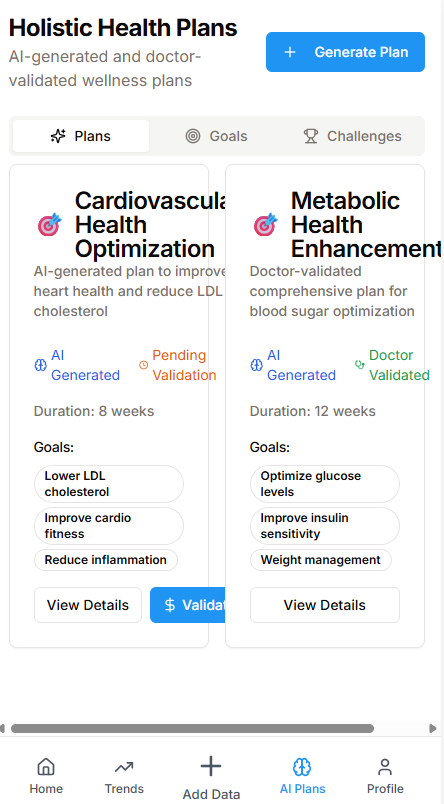 Holistic Health Plans
AI-generated and doctor-
validated wellness plans
Generate Plan
Plans
Goals
Challenges
Cardiovascula
Health
Optimization
AI-generated plan to improve
heart health and reduce LDL
cholesterol
AI
Generated
Pending
Validation
Duration: 8 weeks
Goals:
Lower LDL
cholesterol
Improve cardio
fitness
Reduce inflammation
View Details
Validat
Metabolic
Health
Enhancement
Doctor-validated
comprehensive plan for
blood sugar optimization
AI
Generated
Doctor
Validated
Duration: 12 weeks
Goals:
Optimize glucose
levels
Improve insulin
sensitivity
Weight management
View Details
Home
Trends
Add Data
AI Plans
Profile